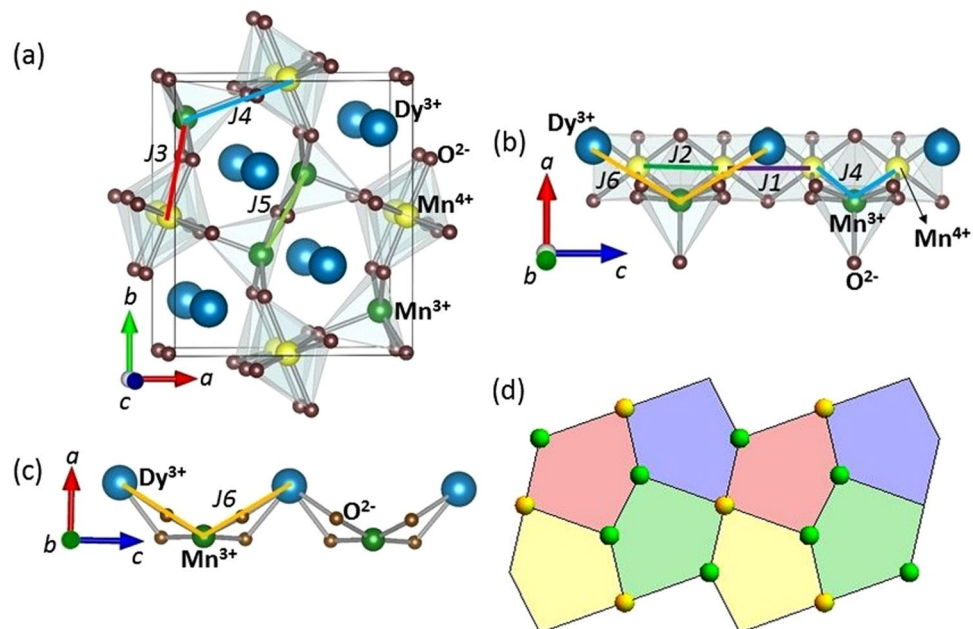 (a)
J4
Dy³⁺
J3
O²⁻
J5
Mn⁴⁺
Mn³⁺
b
c
a
(b)
Dy³⁺
a
J2
J6
J1
J4
Mn³⁺
Mn⁴⁺
b
c
O²⁻
(c)
a
Dy³⁺
J6
O²⁻
b
c
Mn³⁺
(d)